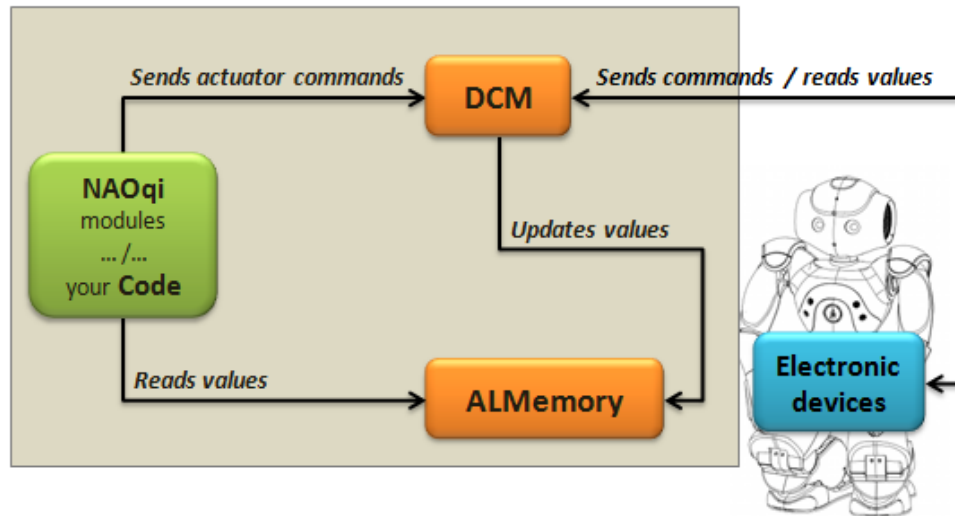 Sends actuator commands
DCM
Sends commands / reads values
NAOqi
modules
... /...
your Code
Updates values
Reads values
ALMemory
Electronic
devices